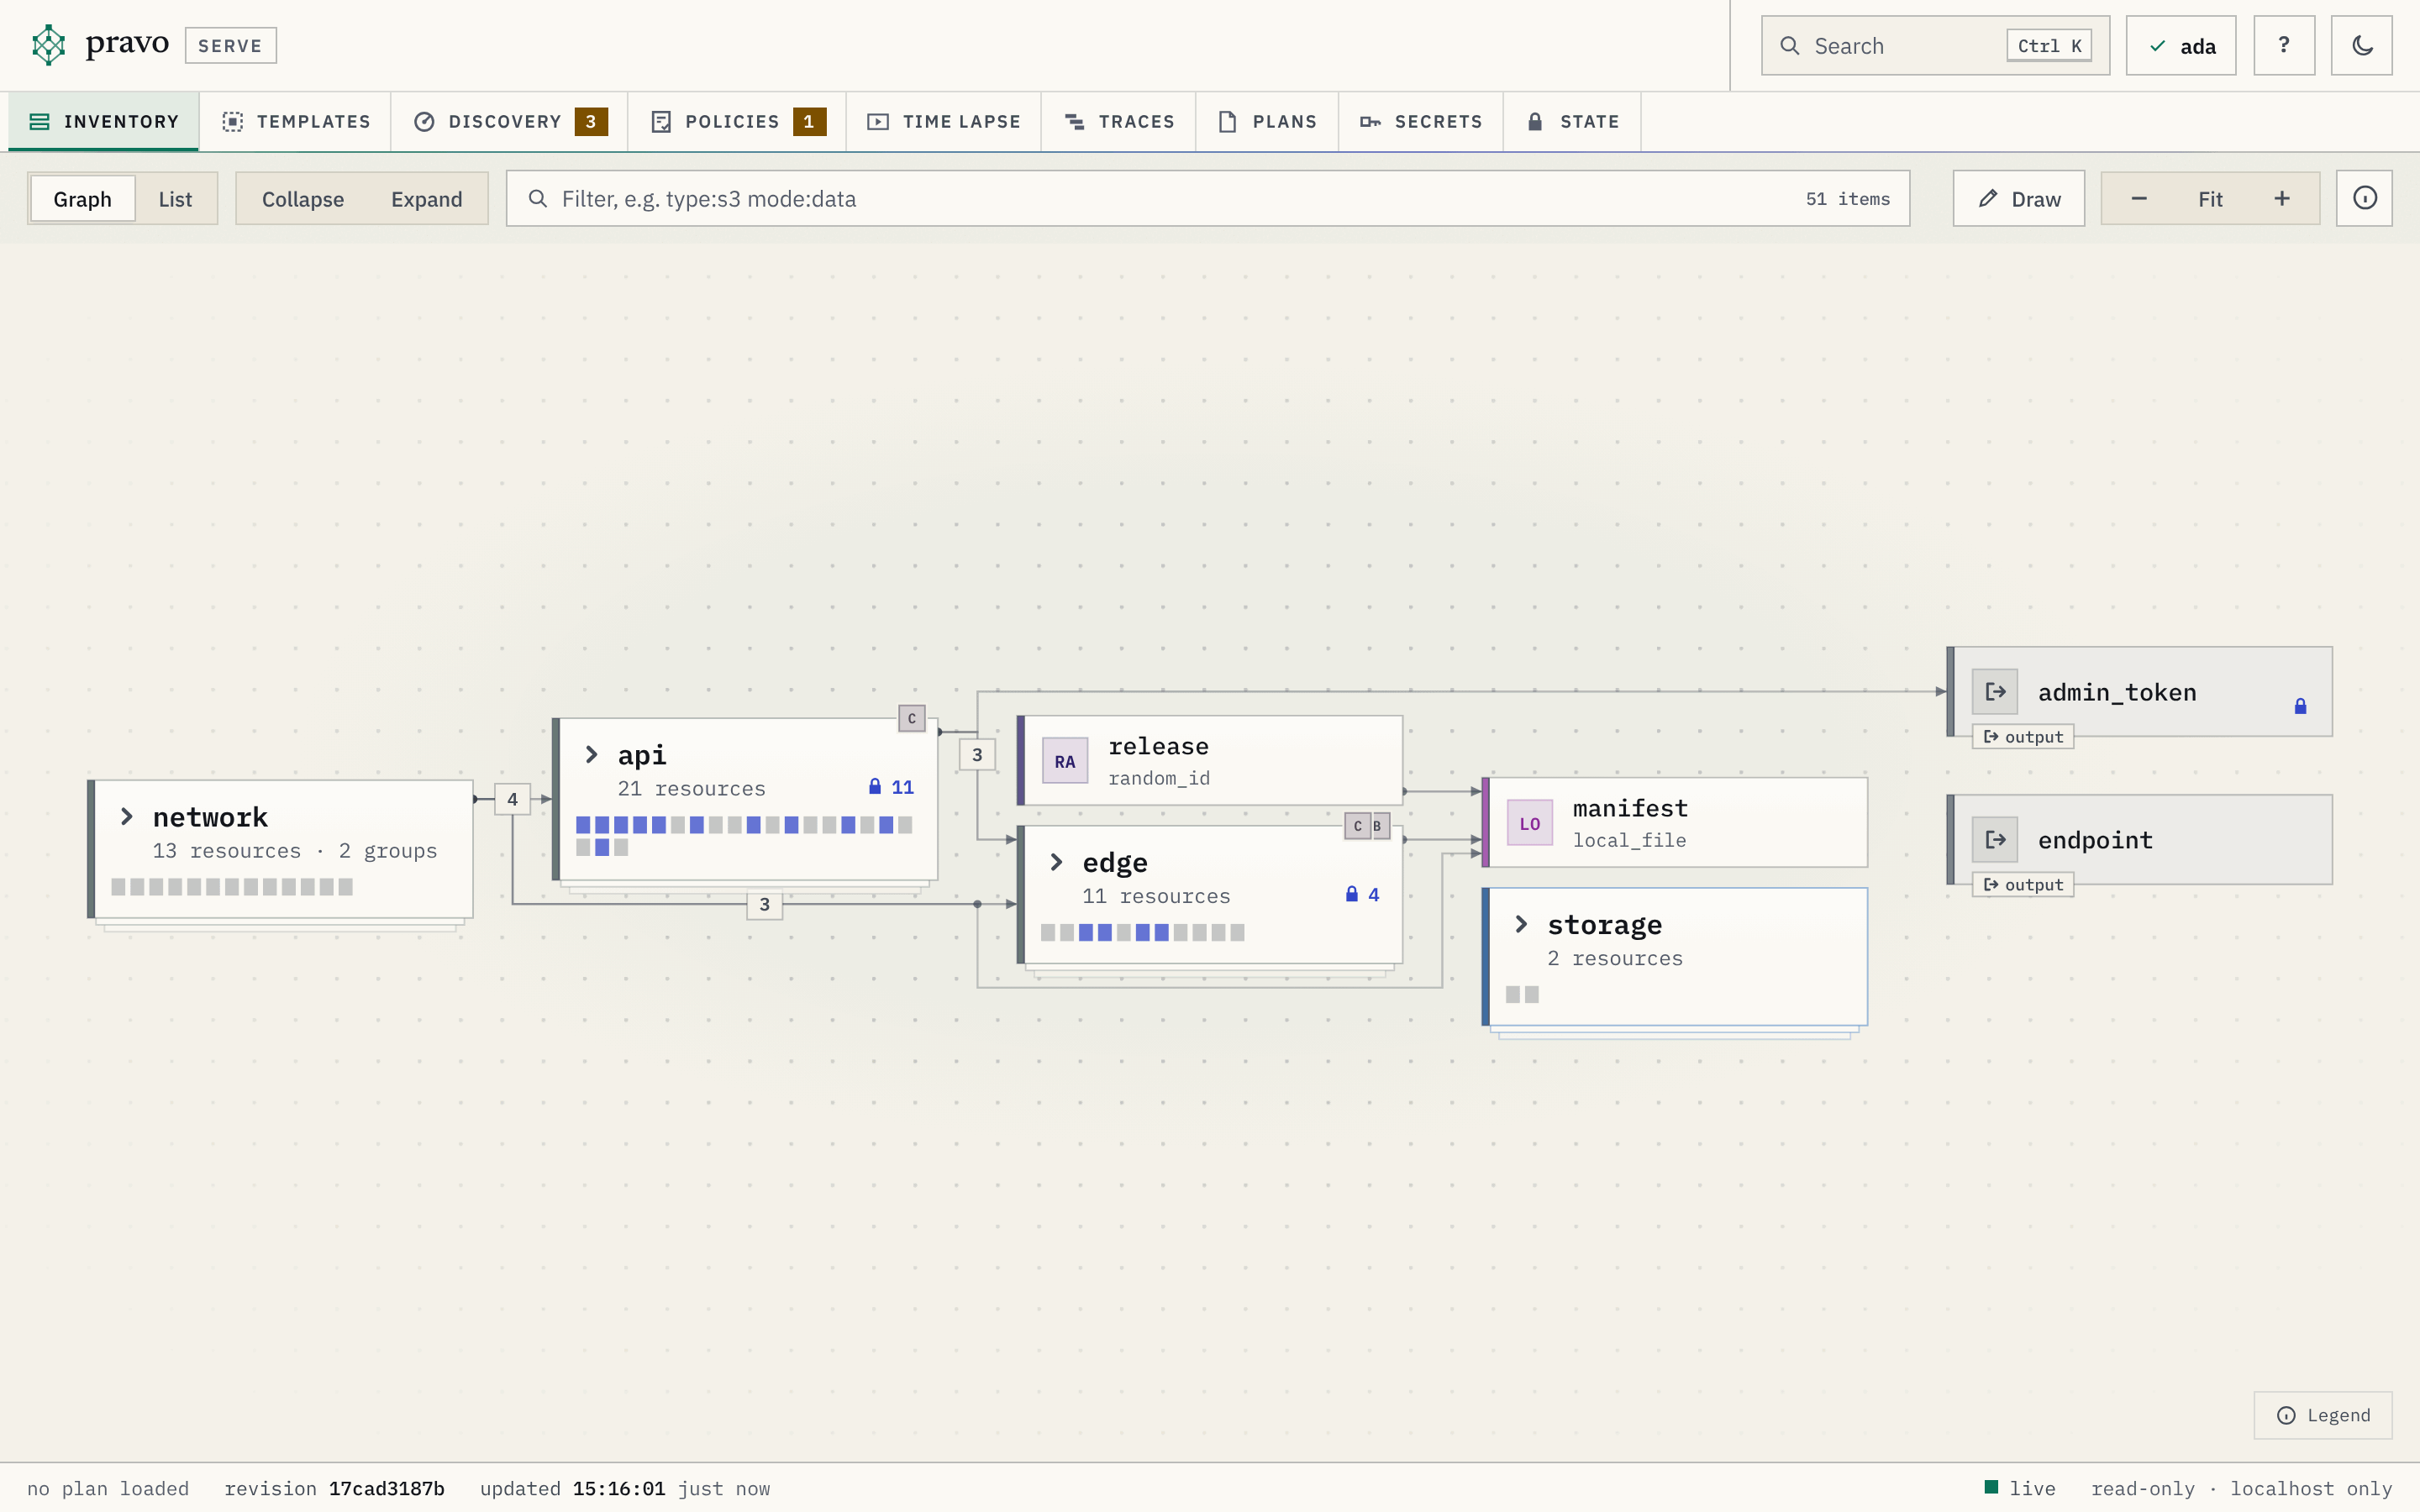 pravo SERVE
Search Ctrl K ada ?
INVENTORY TEMPLATES DISCOVERY 3 POLICIES 1 TIME LAPSE TRACES PLANS SECRETS STATE
Graph List Collapse Expand Filter, e.g. type:s3 mode:data 51 items Draw − Fit +
network
13 resources · 2 groups
4
3
C
api
21 resources 11
3
RA
release
random_id
C B
edge
11 resources 4
LO
manifest
local_file
storage
2 resources
admin_token
output
endpoint
output
Legend
no plan loaded revision 17cad3187b updated 15:16:01 just now
live read-only · localhost only